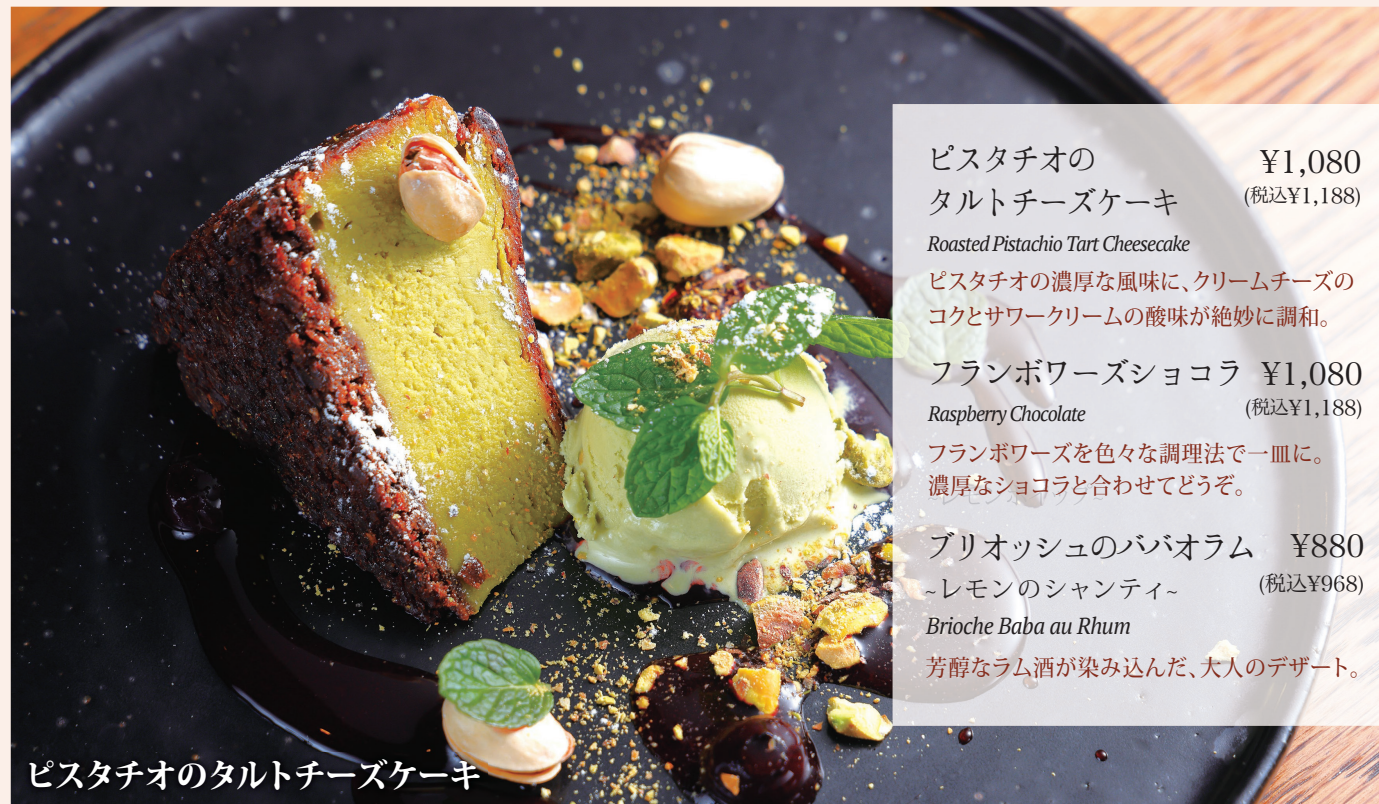 ピスタチオの
タルトチーズケーキ
¥1,080
(税込¥1,188)
Roasted Pistachio Tart Cheesecake
ピスタチオの濃厚な風味に、クリームチーズの
コクとサワークリームの酸味が絶妙に調和。
フランボワーズショコラ ¥1,080
(税込¥1,188)
Raspberry Chocolate
フランボワーズを色々な調理法で一皿に。
濃厚なショコラと合わせてどうぞ。
ブリオッシュのババオラム ¥880
~レモンのシャンティ~ (税込¥968)
Brioche Baba au Rhum
芳醇なラム酒が染み込んだ、大人のデザート。
ピスタチオのタルトチーズケーキ